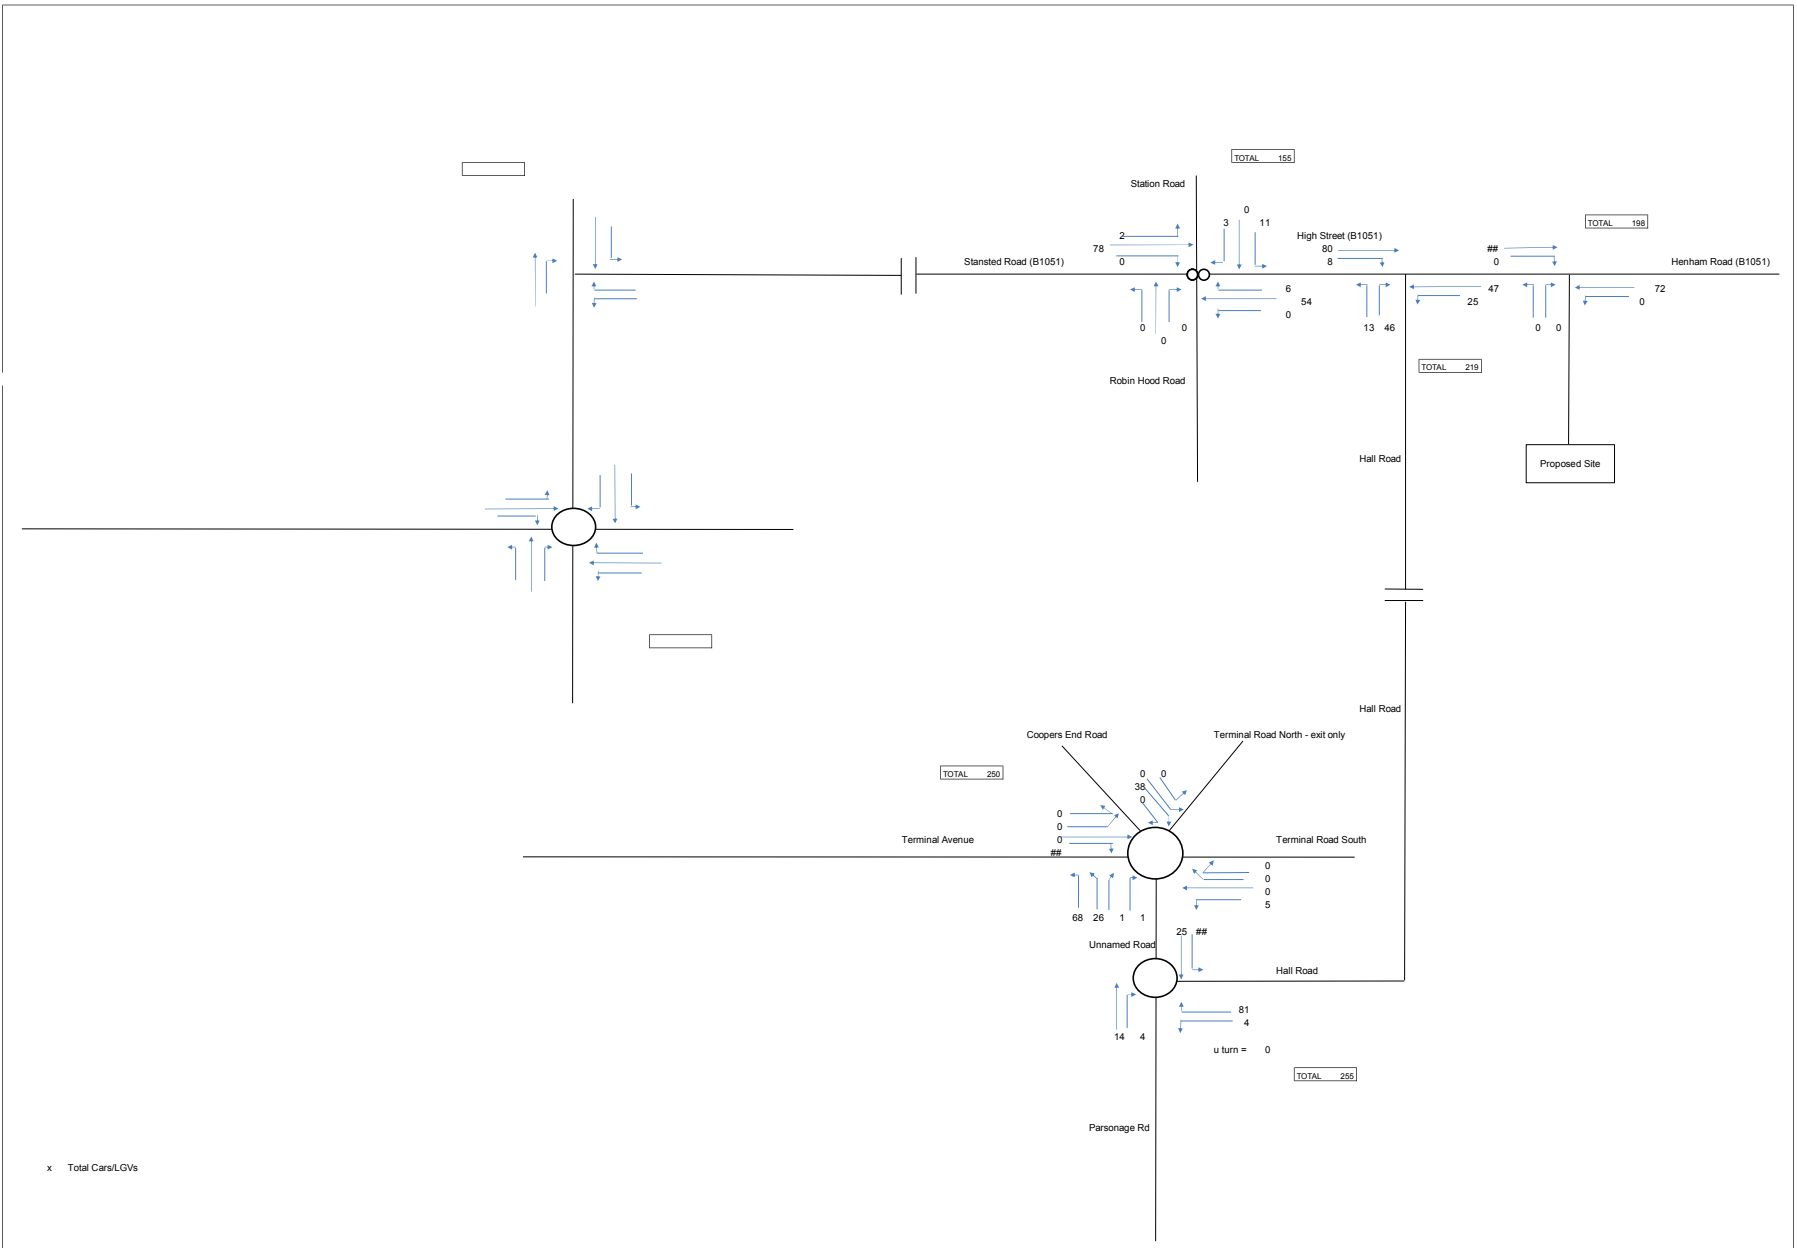 TOTAL 155
Station Road
0
3 11
TOTAL 198
2
78
0
High Street (B1051)
80
8
##
0
Stansted Road (B1051)
Henham Road (B1051)
6
54
0
47
25
72
0
0 0
0
13 46
0 0
TOTAL 219
Robin Hood Road
Hall Road
Proposed Site
Hall Road
Coopers End Road
Terminal Road North - exit only
TOTAL 250
0 0
38
0
0
0
0
##
Terminal Avenue
Terminal Road South
0
0
0
5
68 26 1 1
25 ##
Unnamed Road
Hall Road
81
4
14 4
u turn = 0
TOTAL 255
Parsonage Rd
x Total Cars/LGVs